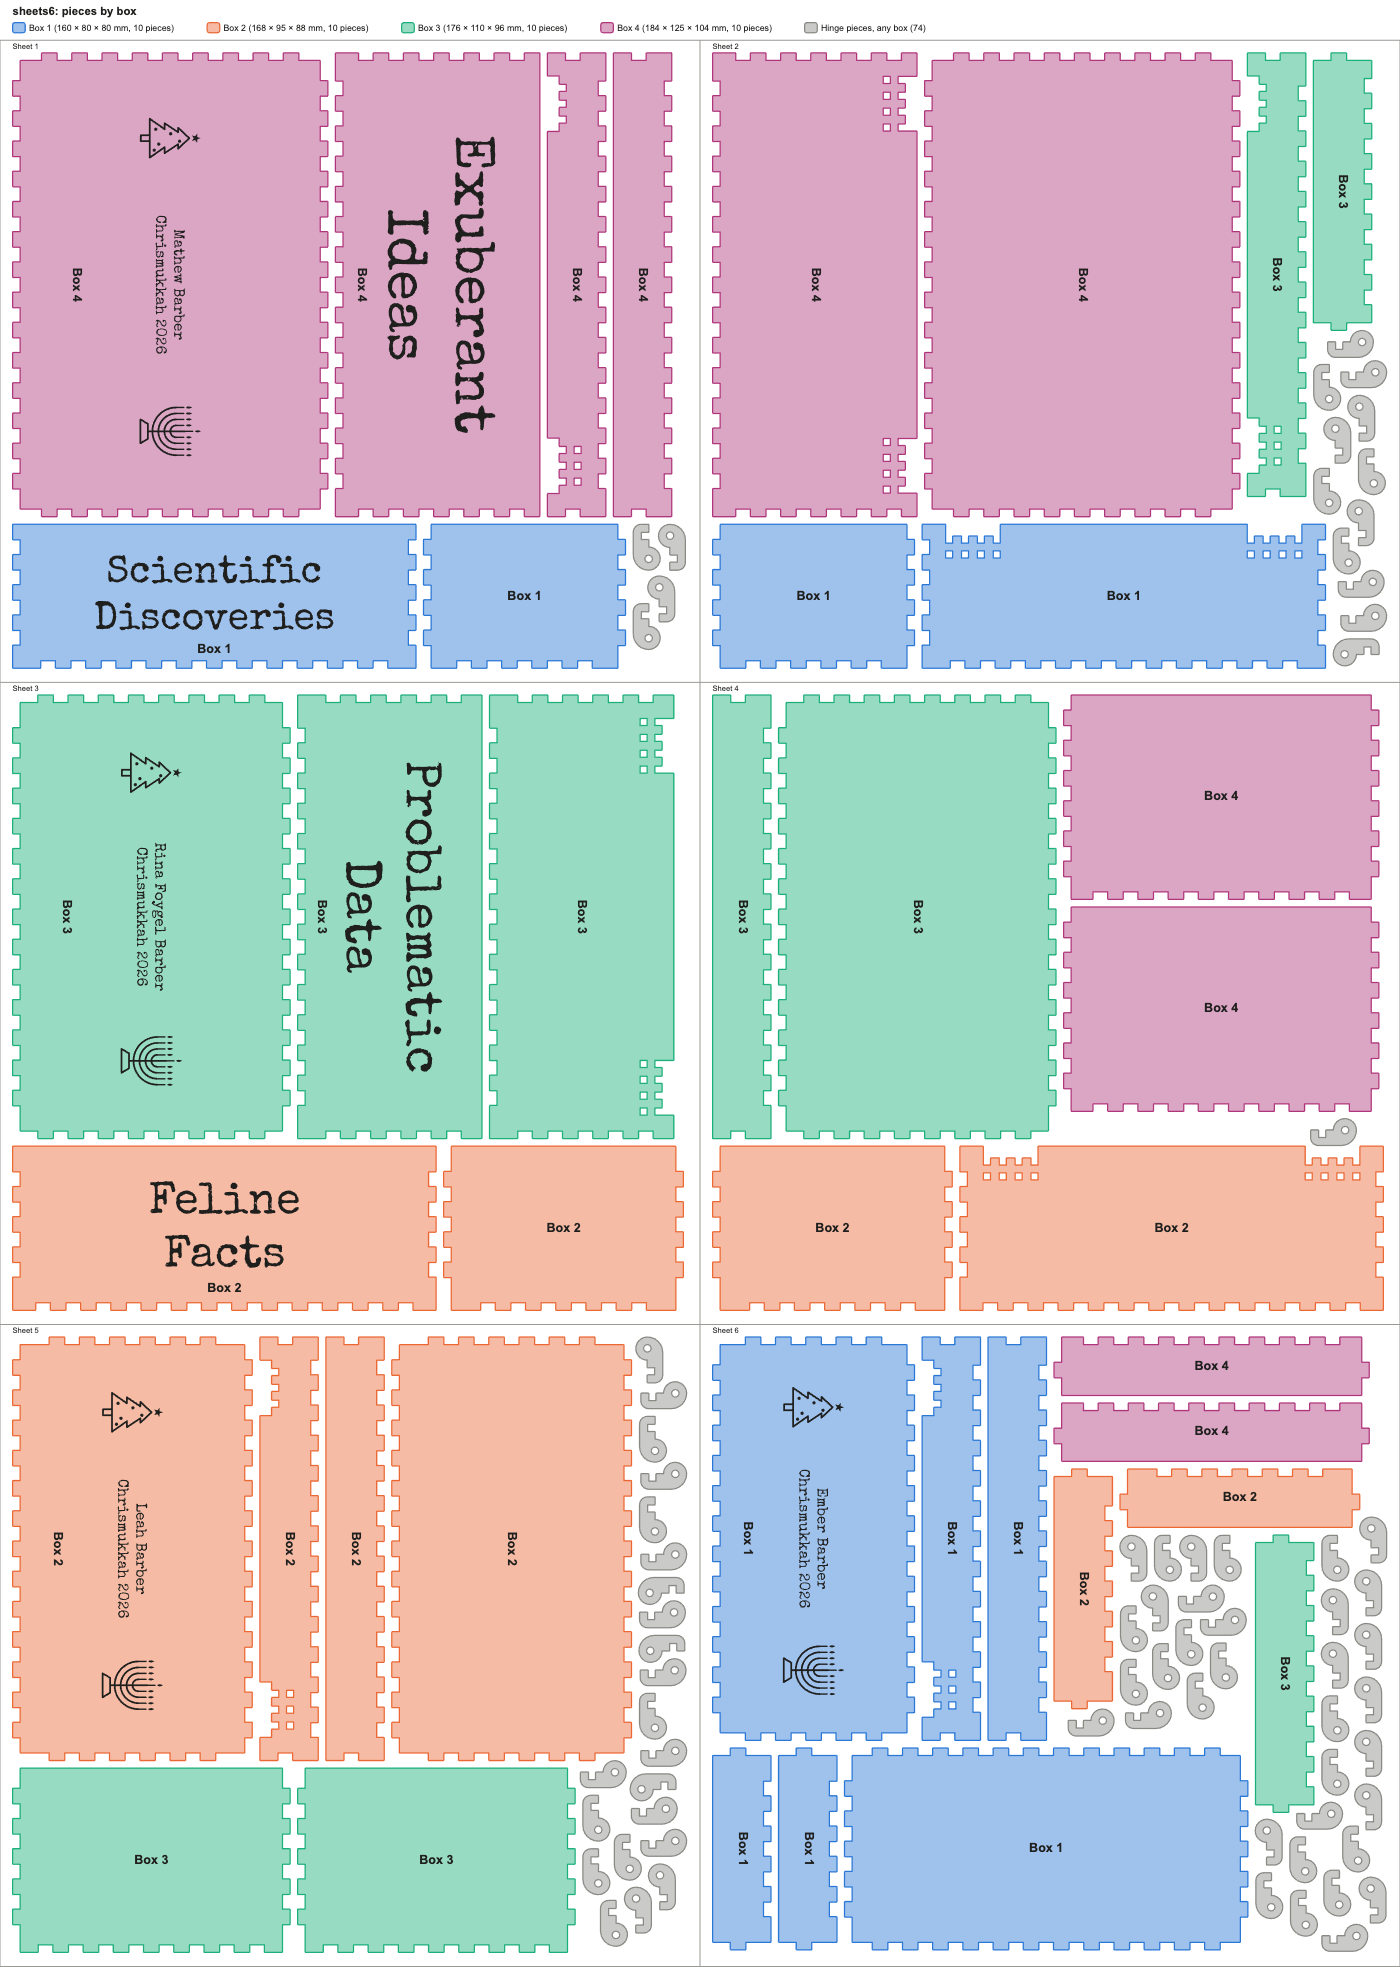 sheets6: pieces by box
Box 1 (160 × 80 × 80 mm, 10 pieces)
Box 2 (168 × 95 × 88 mm, 10 pieces)
Box 3 (176 × 110 × 96 mm, 10 pieces)
Box 4 (184 × 125 × 104 mm, 10 pieces)
Hinge pieces, any box (74)
Sheet 1
Box 4
Mathew Barber
Chrismukkah 2026
Box 4
Exuberant
Ideas
Box 4
Box 4
Scientific
Discoveries
Box 1
Box 1
Sheet 2
Box 4
Box 4
Box 3
Box 3
Box 1
Box 1
Sheet 3
Box 3
Rina Foygel Barber
Chrismukkah 2026
Box 3
Problematic
Data
Box 3
Feline
Facts
Box 2
Box 2
Sheet 4
Box 3
Box 3
Box 4
Box 4
Box 2
Box 2
Sheet 5
Box 2
Leah Barber
Chrismukkah 2026
Box 2
Box 2
Box 2
Box 3
Box 3
Sheet 6
Box 1
Ember Barber
Chrismukkah 2026
Box 1
Box 1
Box 4
Box 4
Box 2
Box 2
Box 3
Box 1
Box 1
Box 1